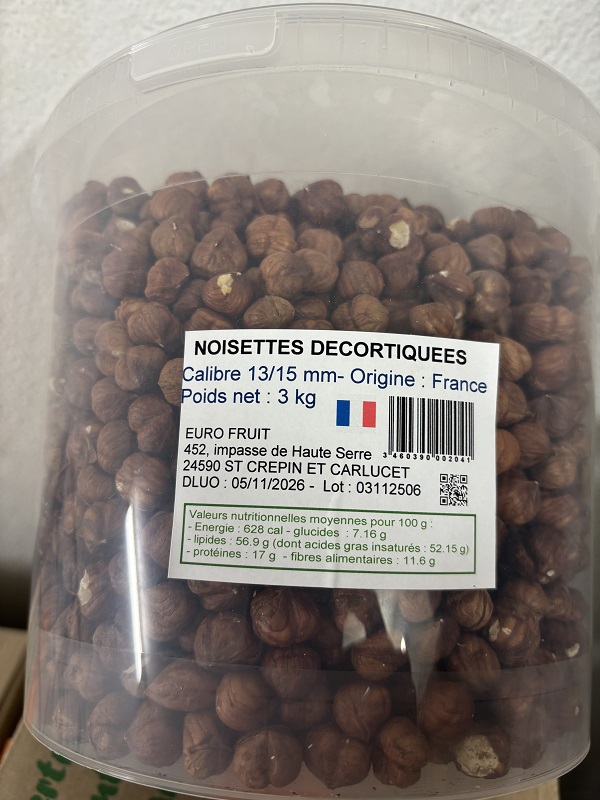 NOISETTES DECORTIQUEES
Calibre 13/15 mm- Origine : France
Poids net : 3 kg
EURO FRUIT
452, impasse de Haute Serre
3 460390 002041
24590 ST CREPIN ET CARLUCET
DLUO : 05/11/2026 - Lot : 03112506
Valeurs nutritionnelles moyennes pour 100 g :
- Energie : 628 cal - glucides : 7.16 g
- lipides : 56,9 g (dont acides gras insaturés : 52.15 g)
- protéines : 17 g - fibres alimentaires : 11.6 g